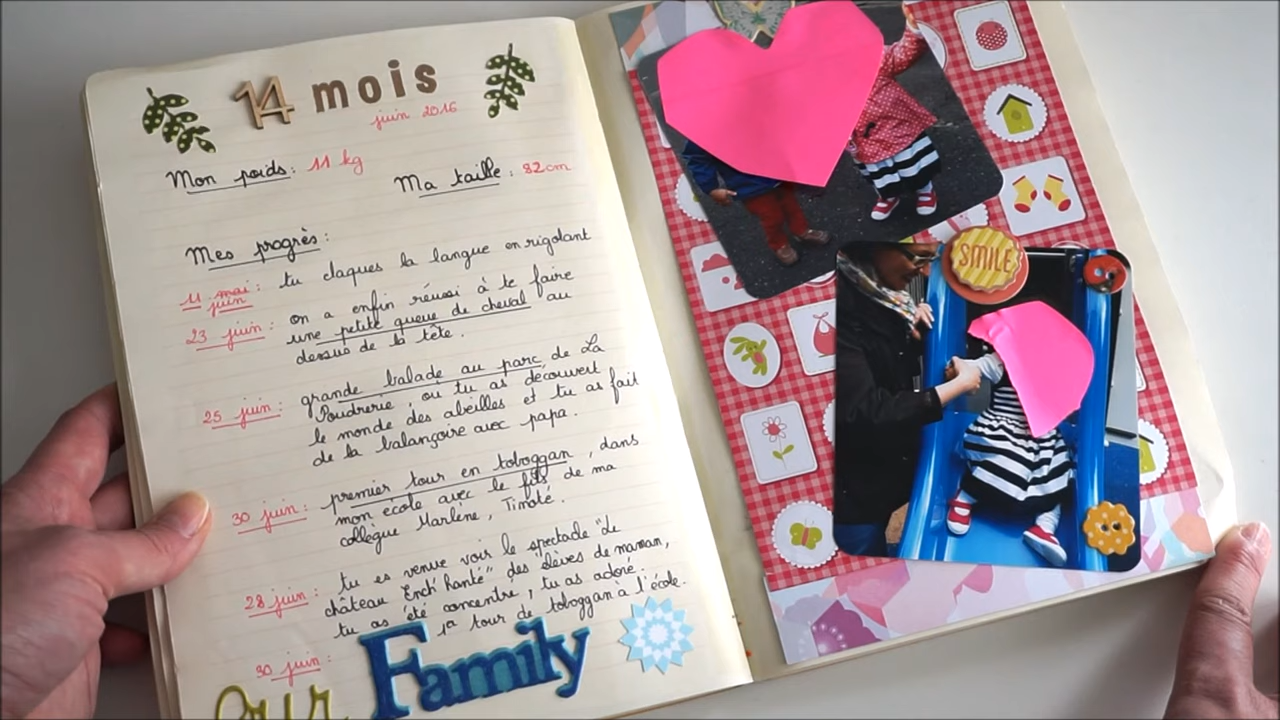 14 mois
juin 2016
Mon poids : 11 kg
Ma taille : 82cm
Mes progrès :
11 mai juin : tu claques la langue en rigolant
23 juin : on a enfin réussi à te faire
une petite queue de cheval au
dessus de la tête.
25 juin : grande balade au parc de La
Poudrerie, où tu as découvert
le monde des abeilles et tu as fait
de la balançoire avec papa.
30 juin : premier tour en toboggan, dans
mon école avec le fils de ma
collègue Marlène, Timoté.
28 juin : tu es venue voir le spectacle "le
château Ench'hanté" des élèves de maman,
tu as été concentrée, tu as adoré.
30 juin : 1er tour de toboggan à l'école.
our Family
SMILE